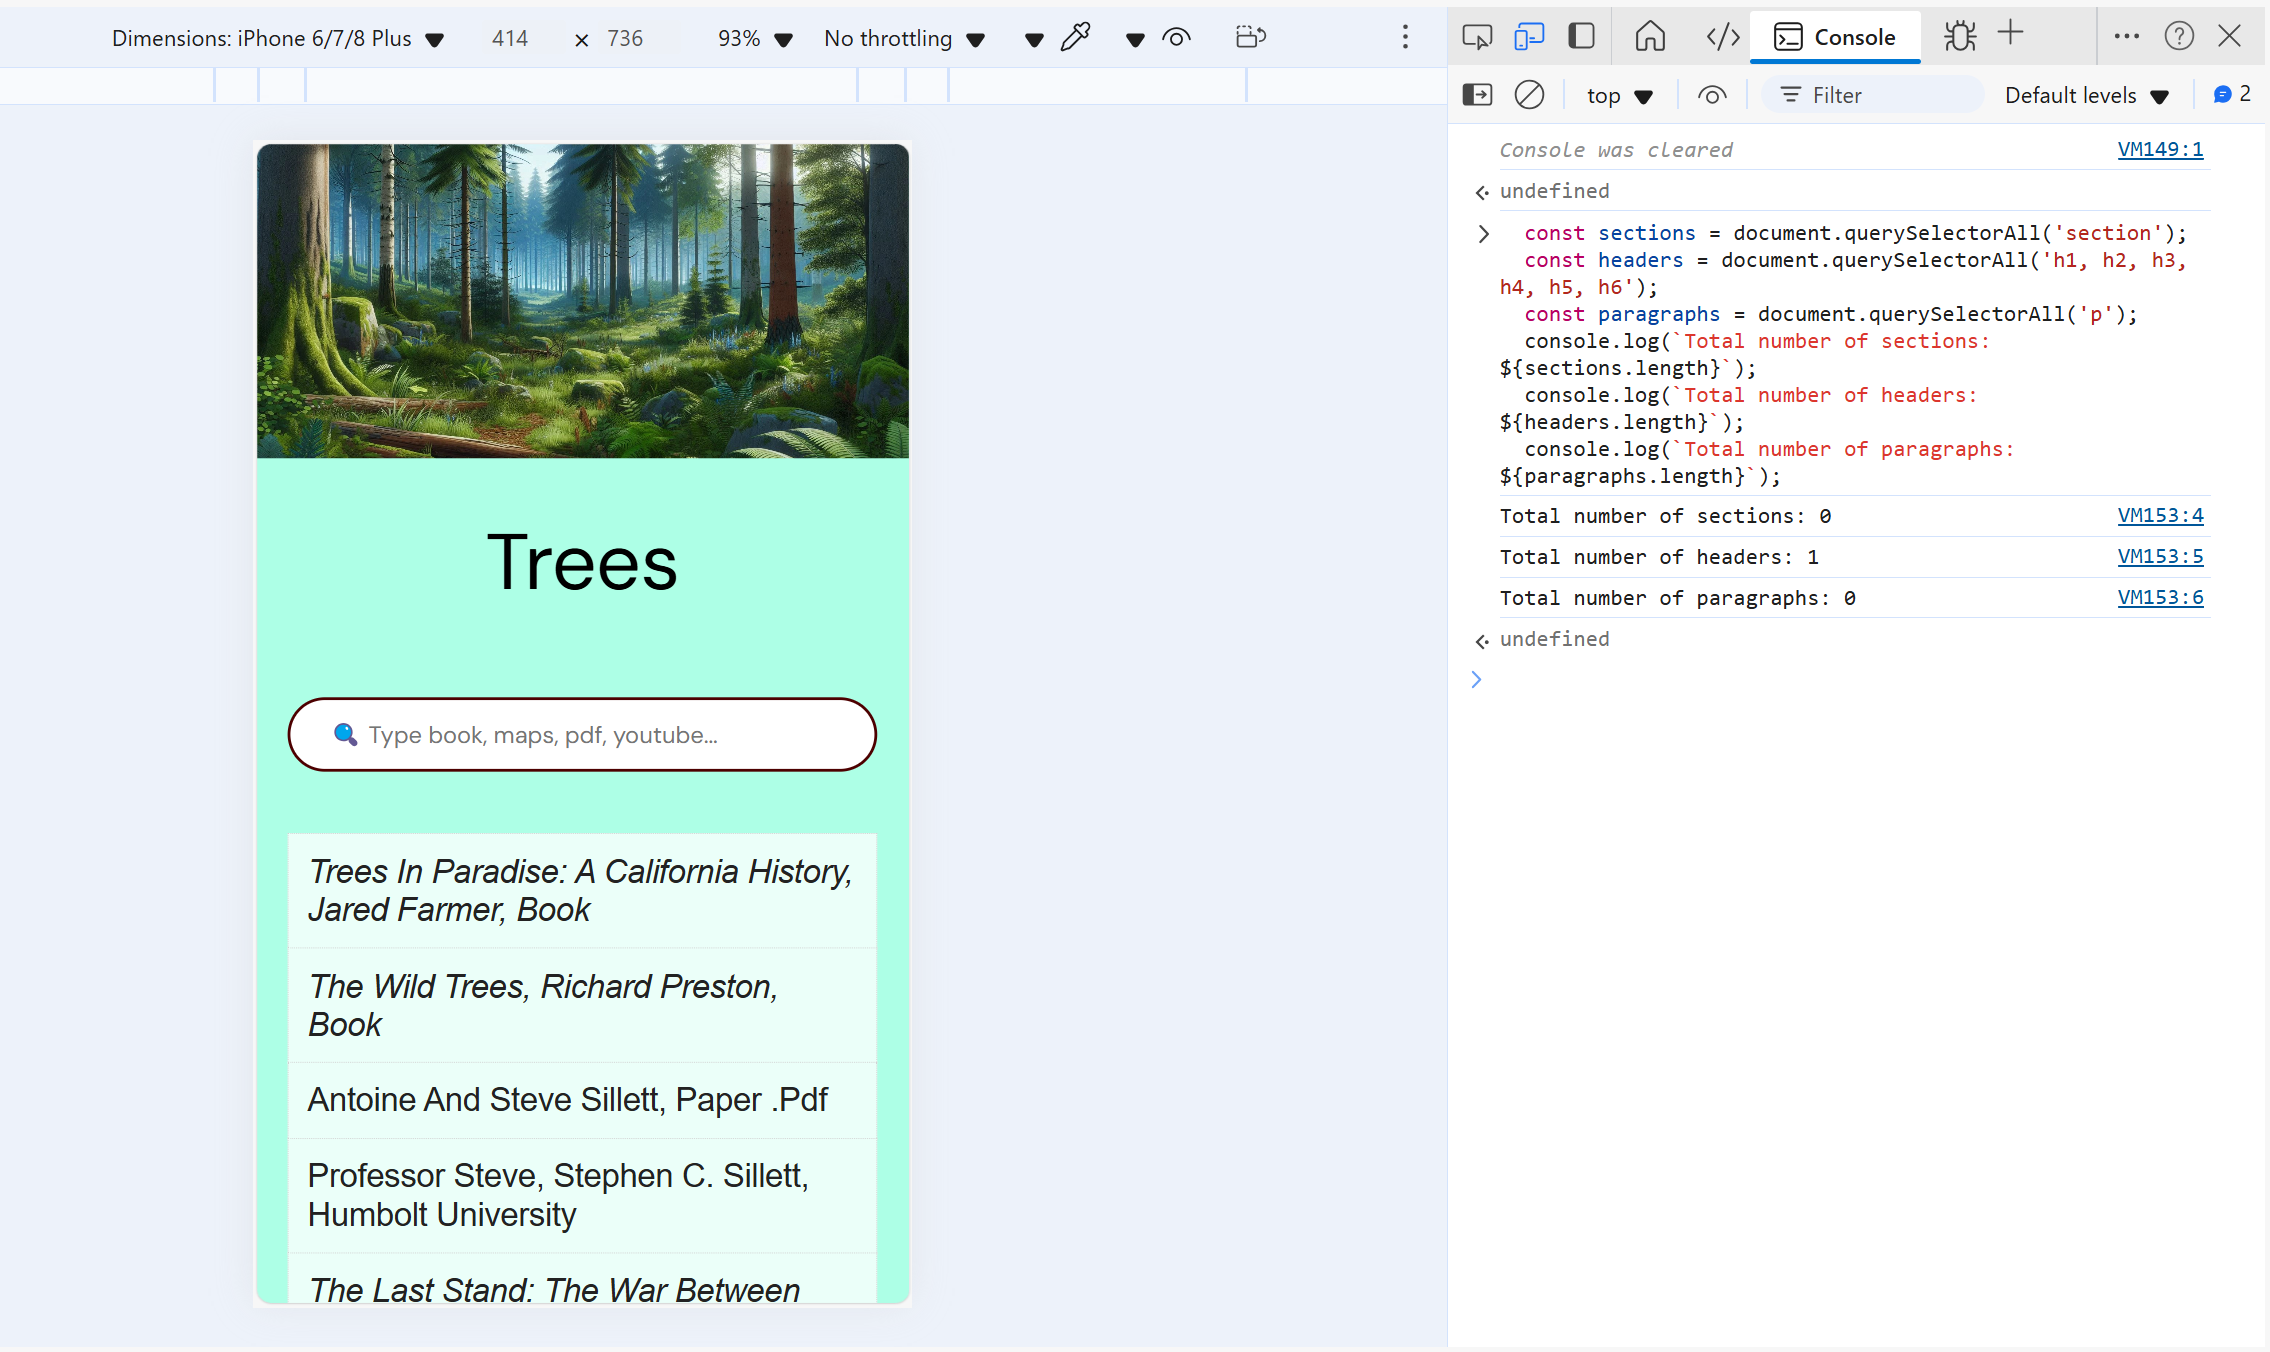 Dimensions: iPhone 6/7/8 Plus 414 × 736 93% No throttling
Trees
🔍 Type book, maps, pdf, youtube...
Trees In Paradise: A California History,
Jared Farmer, Book
The Wild Trees, Richard Preston,
Book
Antoine And Steve Sillett, Paper .Pdf
Professor Steve, Stephen C. Sillett,
Humbolt University
The Last Stand: The War Between
Console
top Filter Default levels 2
Console was cleared VM149:1
undefined
const sections = document.querySelectorAll('section');
const headers = document.querySelectorAll('h1, h2, h3,
h4, h5, h6');
const paragraphs = document.querySelectorAll('p');
console.log(`Total number of sections:
${sections.length}`);
console.log(`Total number of headers:
${headers.length}`);
console.log(`Total number of paragraphs:
${paragraphs.length}`);
Total number of sections: 0 VM153:4
Total number of headers: 1 VM153:5
Total number of paragraphs: 0 VM153:6
undefined